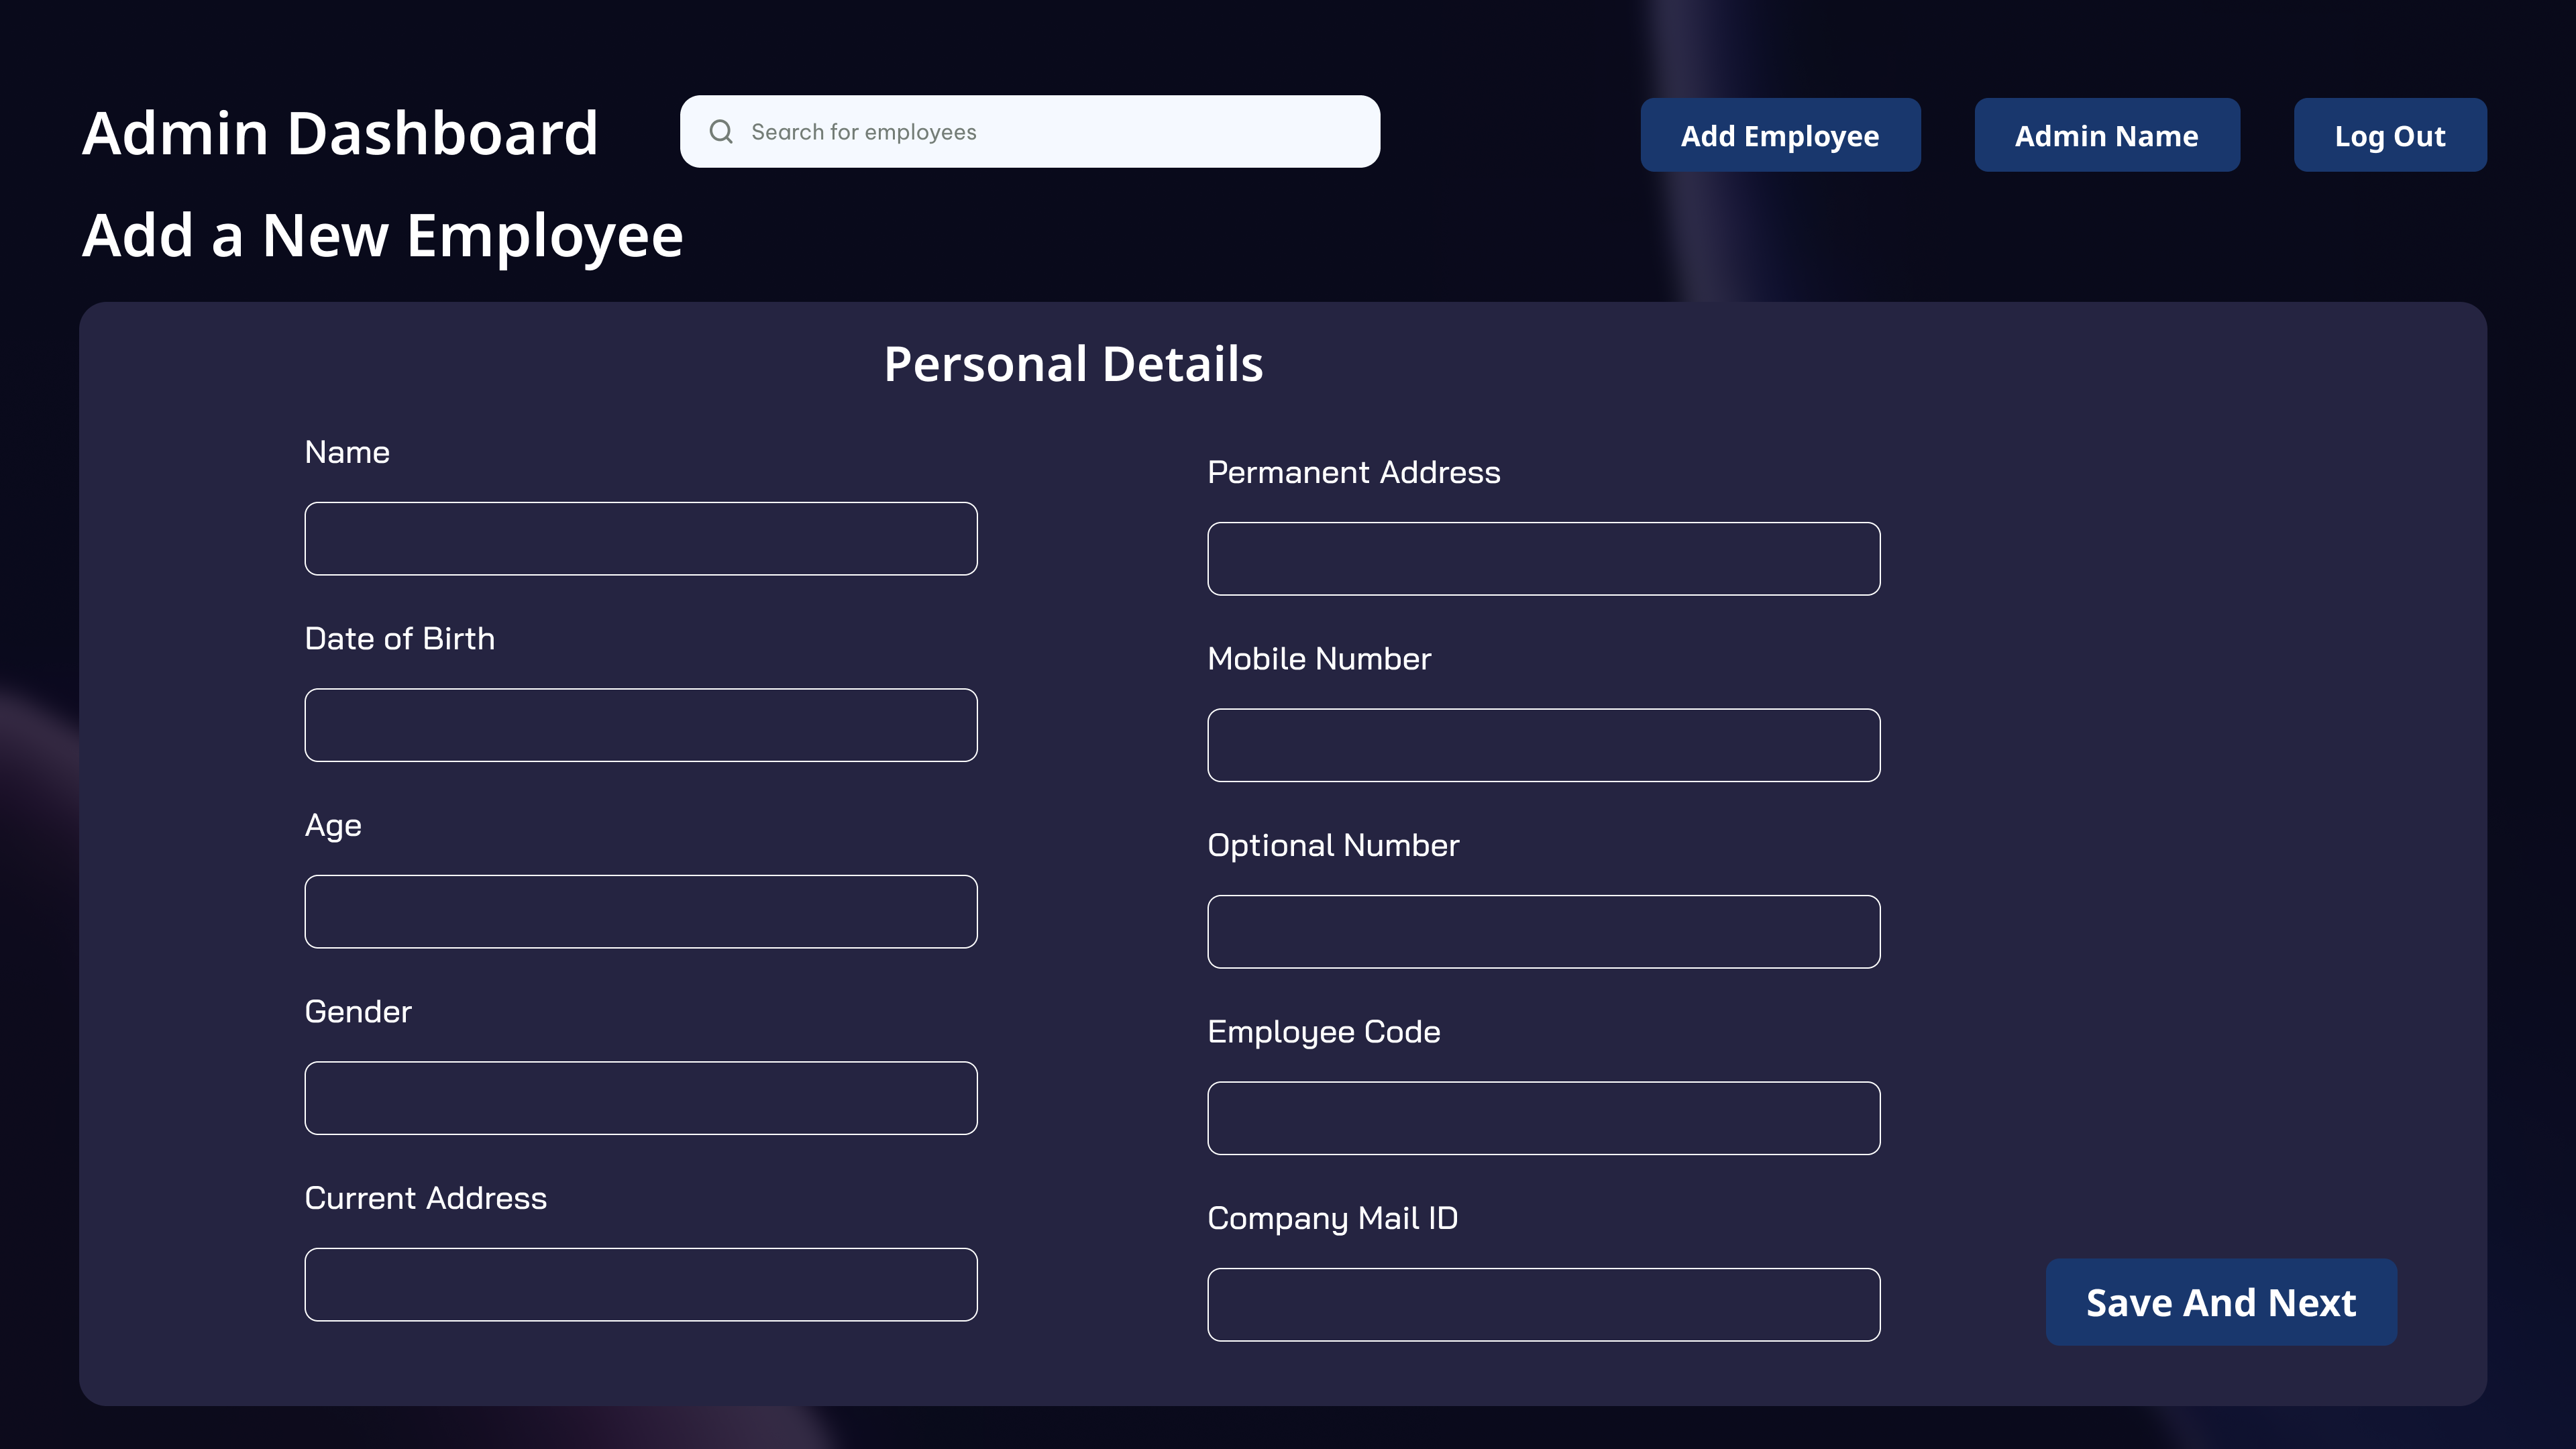 Admin Dashboard
Search for employees
Add Employee
Admin Name
Log Out
Add a New Employee
Personal Details
Name
Date of Birth
Age
Gender
Current Address
Permanent Address
Mobile Number
Optional Number
Employee Code
Company Mail ID
Save And Next